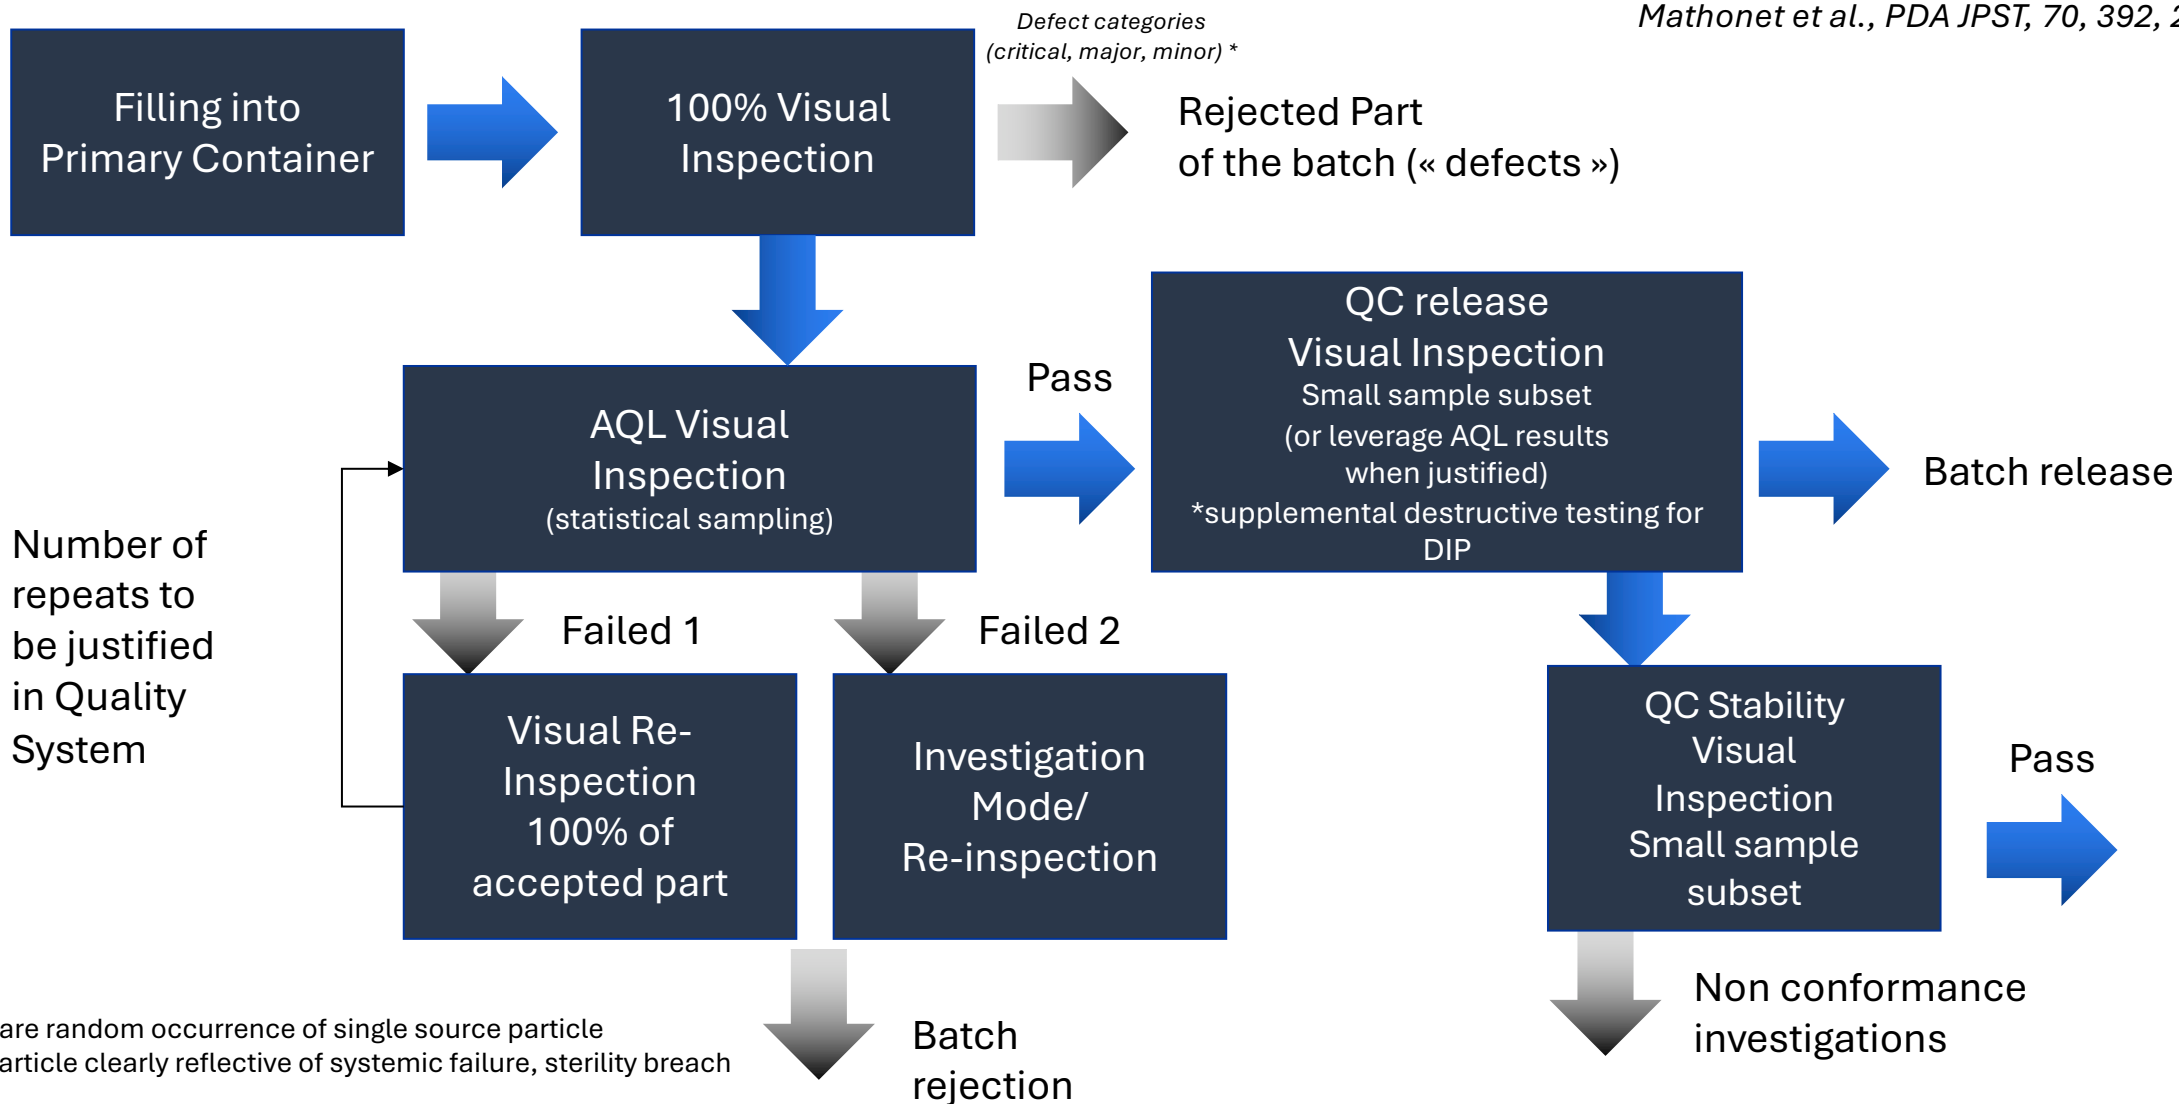 Defect categories
(critical, major, minor) *
Mathonet et al., PDA JPST, 70, 392,
Filling into
Primary Container
100% Visual
Inspection
Rejected Part
of the batch (« defects »)
AQL Visual
Inspection
(statistical sampling)
Pass
QC release
Visual Inspection
Small sample subset
(or leverage AQL results
when justified)
*supplemental destructive testing for
DIP
Batch release
Number of
repeats to
be justified
in Quality
System
Failed 1
Failed 2
Visual Re-
Inspection
100% of
accepted part
Investigation
Mode/
Re-inspection
QC Stability
Visual
Inspection
Small sample
subset
Pass
Non conformance
investigations
Batch
rejection
random occurrence of single source particle
clearly reflective of systemic failure, sterility breach